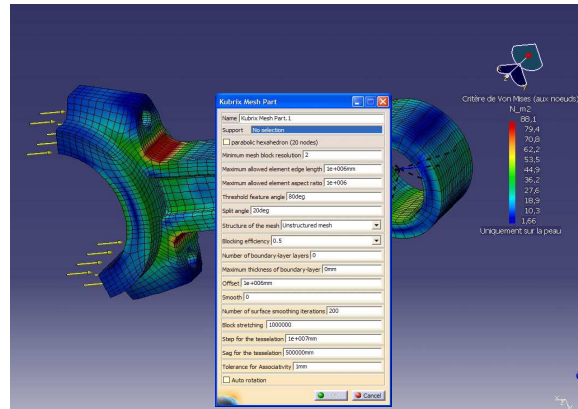 Kubrix Mesh Part
Name Kubrix Mesh Part.1
Support No selection
parabolic hexahedron (20 nodes)
Minimum mesh block resolution 2
Maximum allowed element edge length 1e+006mm
Maximum allowed element aspect ratio 1e+006
Threshold feature angle 80deg
Split angle 20deg
Structure of the mesh Unstructured mesh
Blocking efficiency 0.5
Number of boundary-layer layers 0
Maximum thickness of boundary-layer 0mm
Offset 1e+006mm
Smooth 0
Number of surface smoothing iterations 200
Block stretching 1000000
Step for the tesselation 1e+007mm
Sag for the tesselation 500000mm
Tolerance for Associativity 1mm
Auto rotation
Cancel
Critère de Von Mises (aux noeuds)
N_m2
88,1
79,4
70,8
62,2
53,5
44,9
36,2
27,6
18,9
10,3
1,66
Uniquement sur la peau